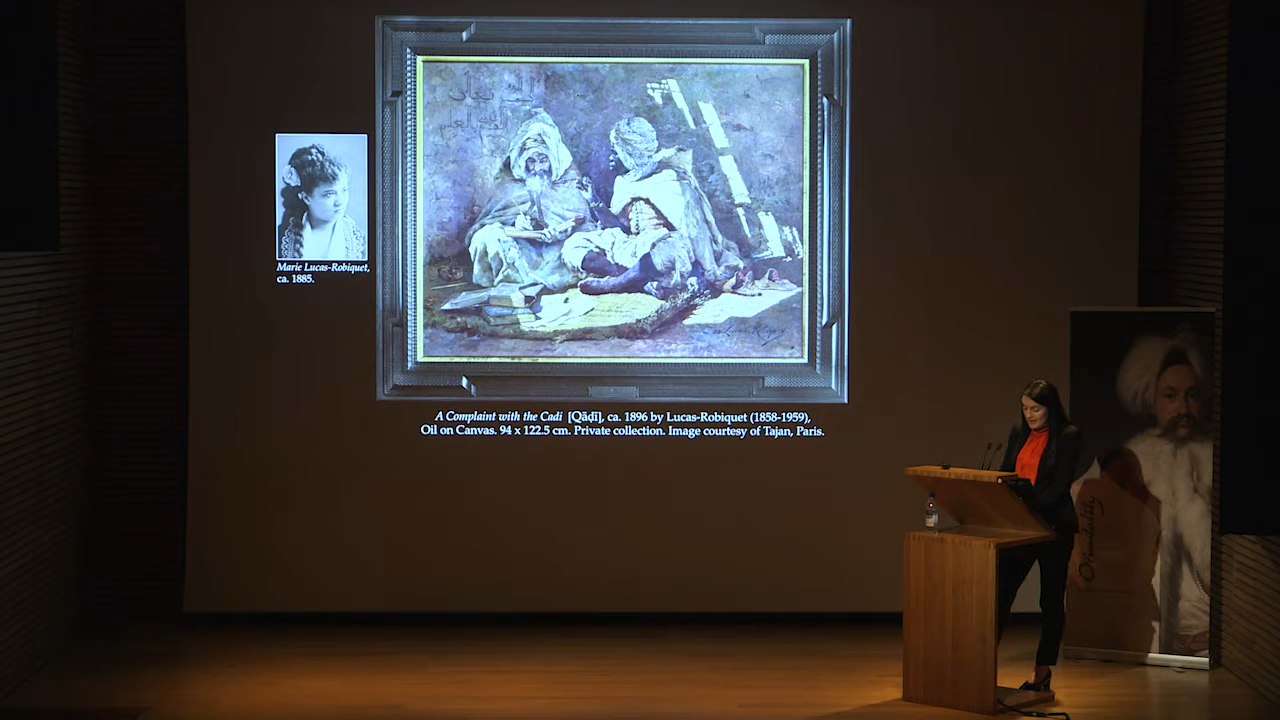 Marie Lucas-Robiquet,
ca. 1885.
A Complaint with the Cadi [Qāḍī], ca. 1896 by Lucas-Robiquet (1858-1959),
Oil on Canvas. 94 x 122.5 cm. Private collection. Image courtesy of Tajan, Paris.
Orientality